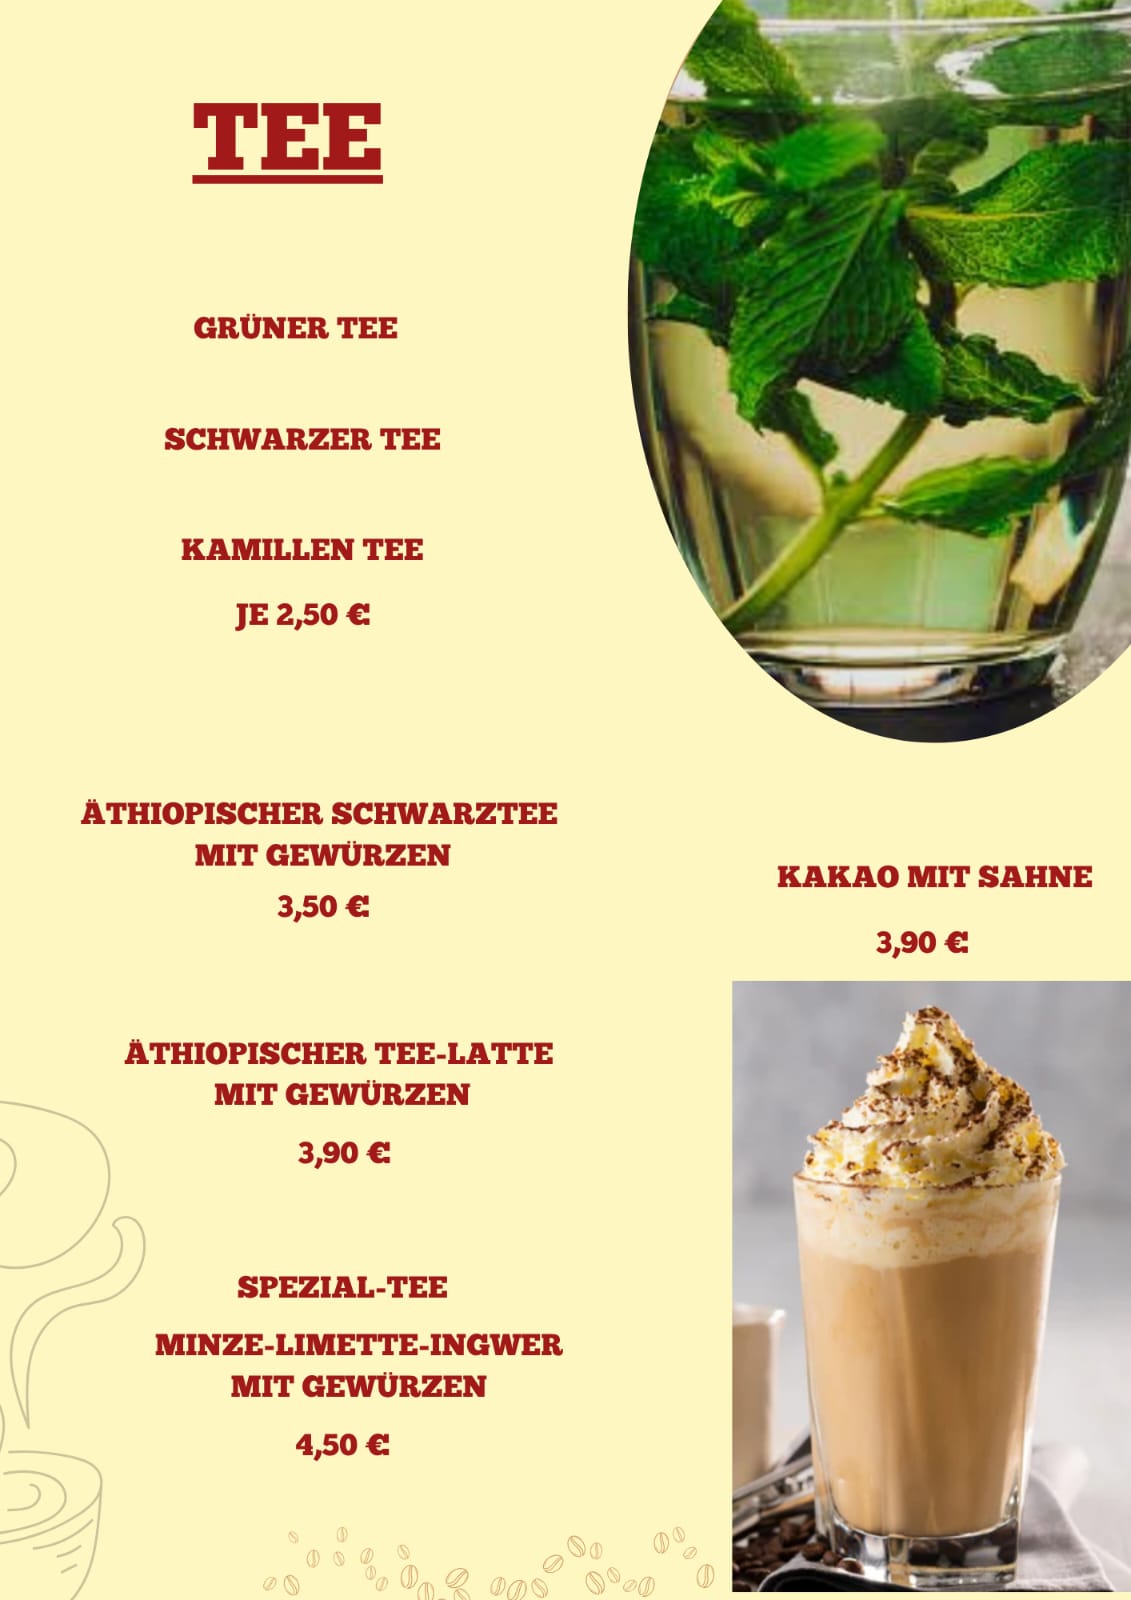 TEE
GRÜNER TEE
SCHWARZER TEE
KAMILLEN TEE
JE 2,50 €
ÄTHIOPISCHER SCHWARZTEE
MIT GEWÜRZEN
3,50 €
ÄTHIOPISCHER TEE-LATTE
MIT GEWÜRZEN
3,90 €
SPEZIAL-TEE
MINZE-LIMETTE-INGWER
MIT GEWÜRZEN
4,50 €
KAKAO MIT SAHNE
3,90 €